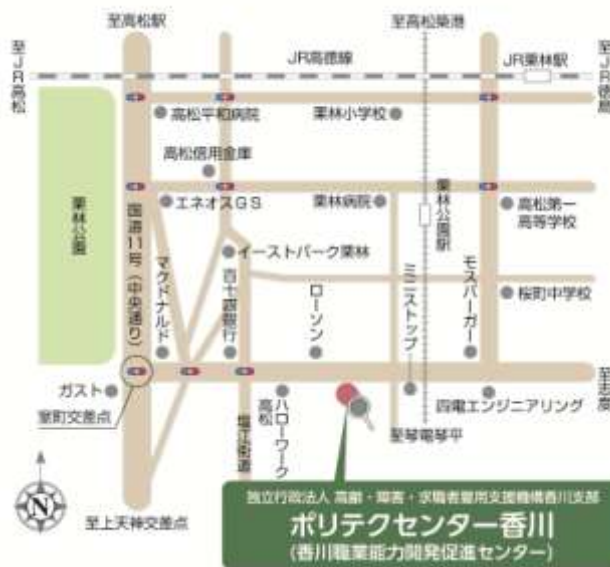 至高松駅
至高松築港
至JR高松
JR高徳線
JR栗林駅
至JR徳島
高松平和病院
栗林小学校
高松信用金庫
栗林公園
国道11号（中央通り）
エネオスGS
栗林病院
栗林公園駅
高松第一
高等学校
イーストパーク栗林
マクドナルド
百十四銀行
ローソン
ミニストップ
モスバーガー
桜町中学校
至志度
ガスト
室町交差点
塩江街道
ハローワーク
高松
四電エンジニアリング
至琴電琴平
N
至上天神交差点
独立行政法人 高齢・障害・求職者雇用支援機構香川支部
ポリテクセンター香川
(香川職業能力開発促進センター)